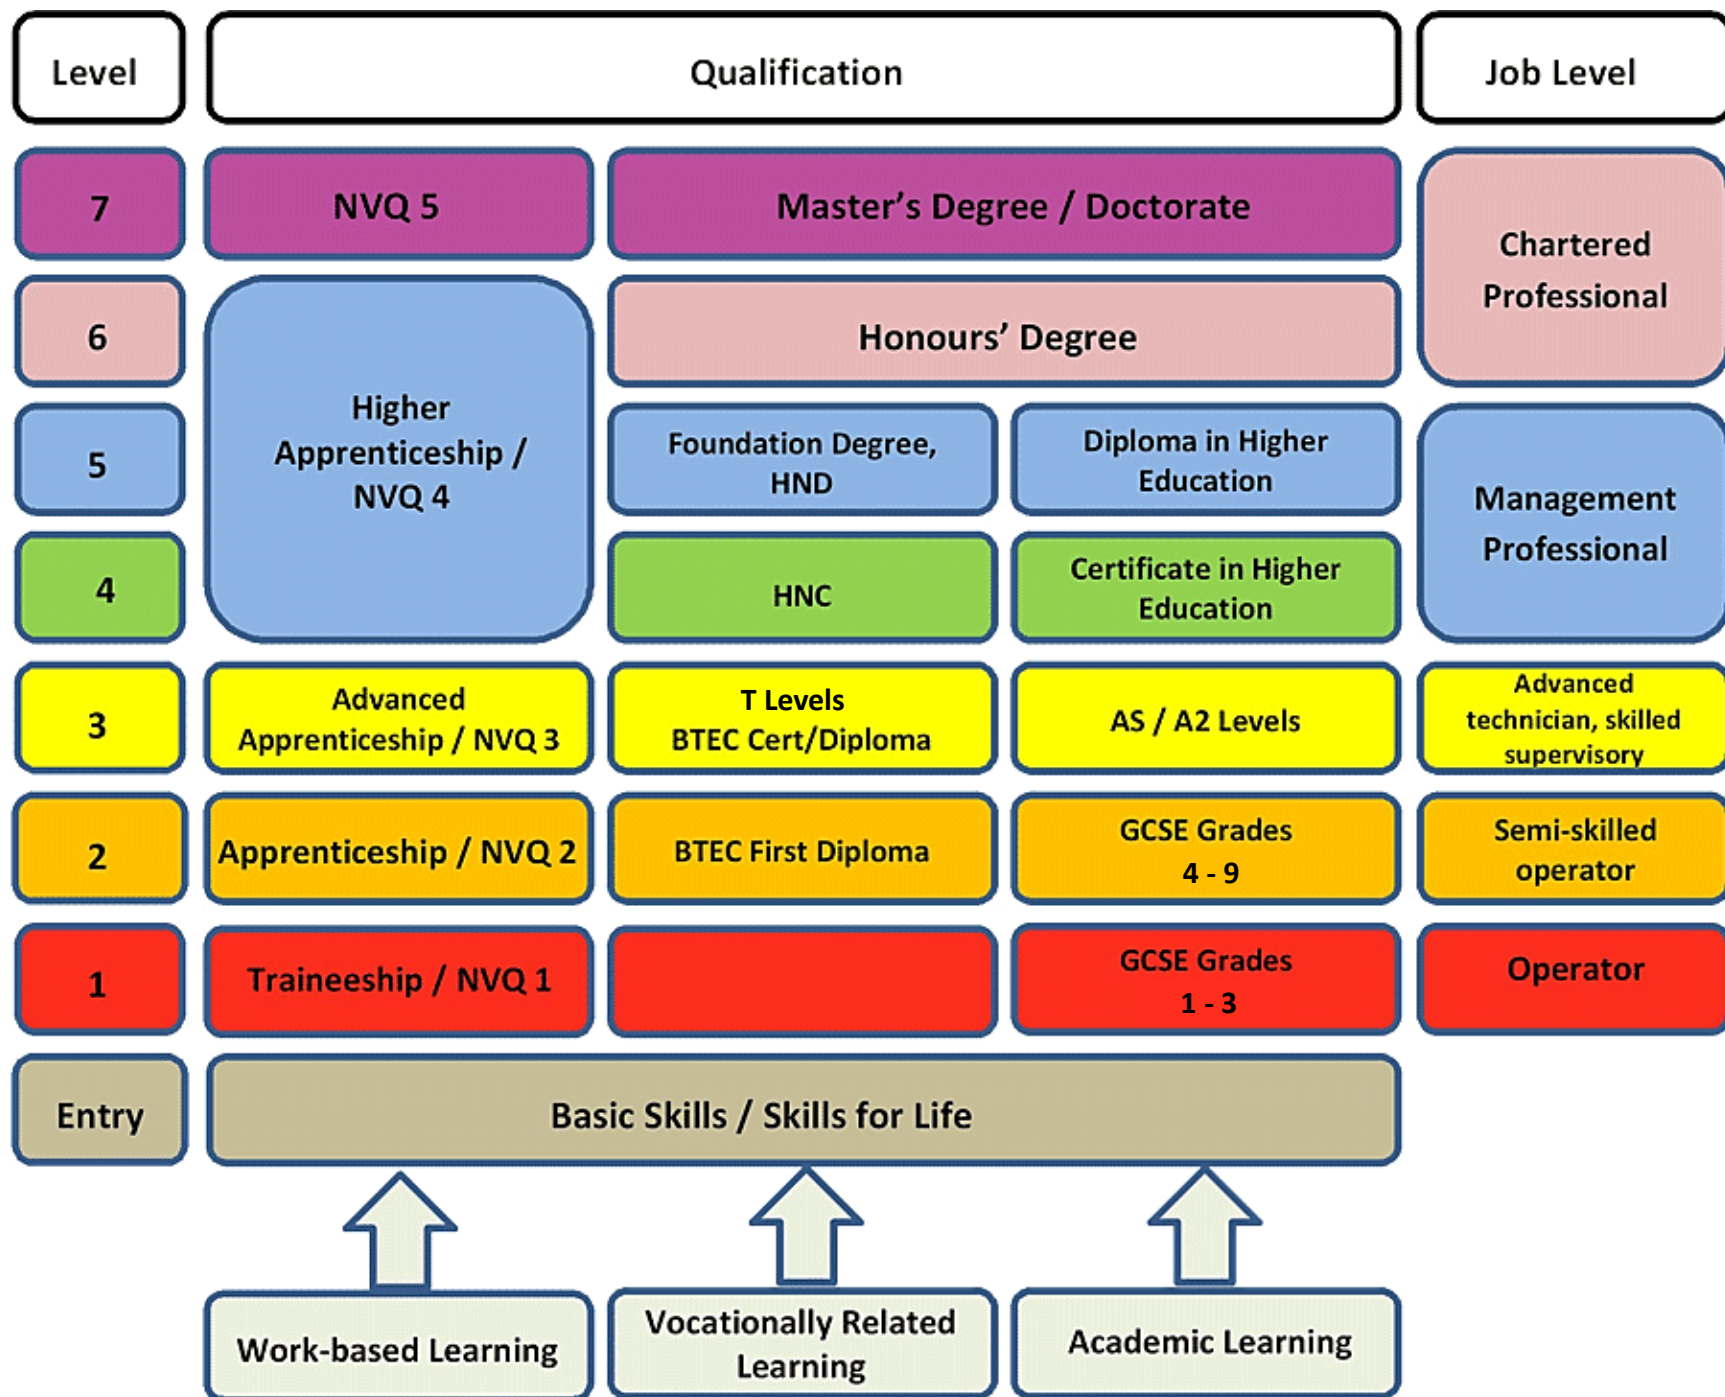 Level
Qualification
Job Level
7
NVQ 5
Master’s Degree / Doctorate
Chartered
Professional
6
Higher
Apprenticeship /
NVQ 4
Honours’ Degree
5
Foundation Degree,
HND
Diploma in Higher
Education
Management
Professional
4
HNC
Certificate in Higher
Education
3
Advanced
Apprenticeship / NVQ 3
T Levels
BTEC Cert/Diploma
AS / A2 Levels
Advanced
technician, skilled
supervisory
2
Apprenticeship / NVQ 2
BTEC First Diploma
GCSE Grades
4 - 9
Semi-skilled
operator
1
Traineeship / NVQ 1
GCSE Grades
1 - 3
Operator
Entry
Basic Skills / Skills for Life
Work-based Learning
Vocationally Related
Learning
Academic Learning